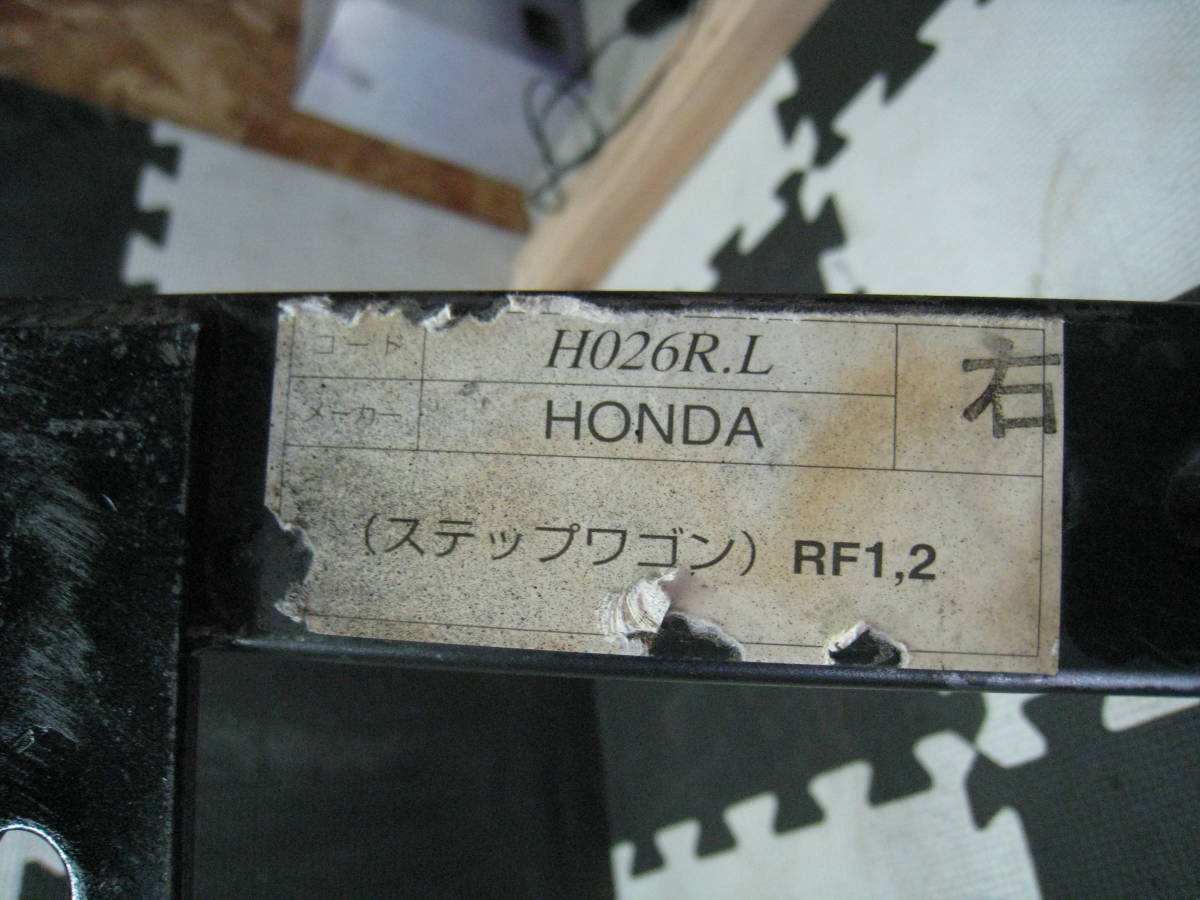 コード H026R.L 右
メーカー HONDA
(ステップワゴン) RF1,2